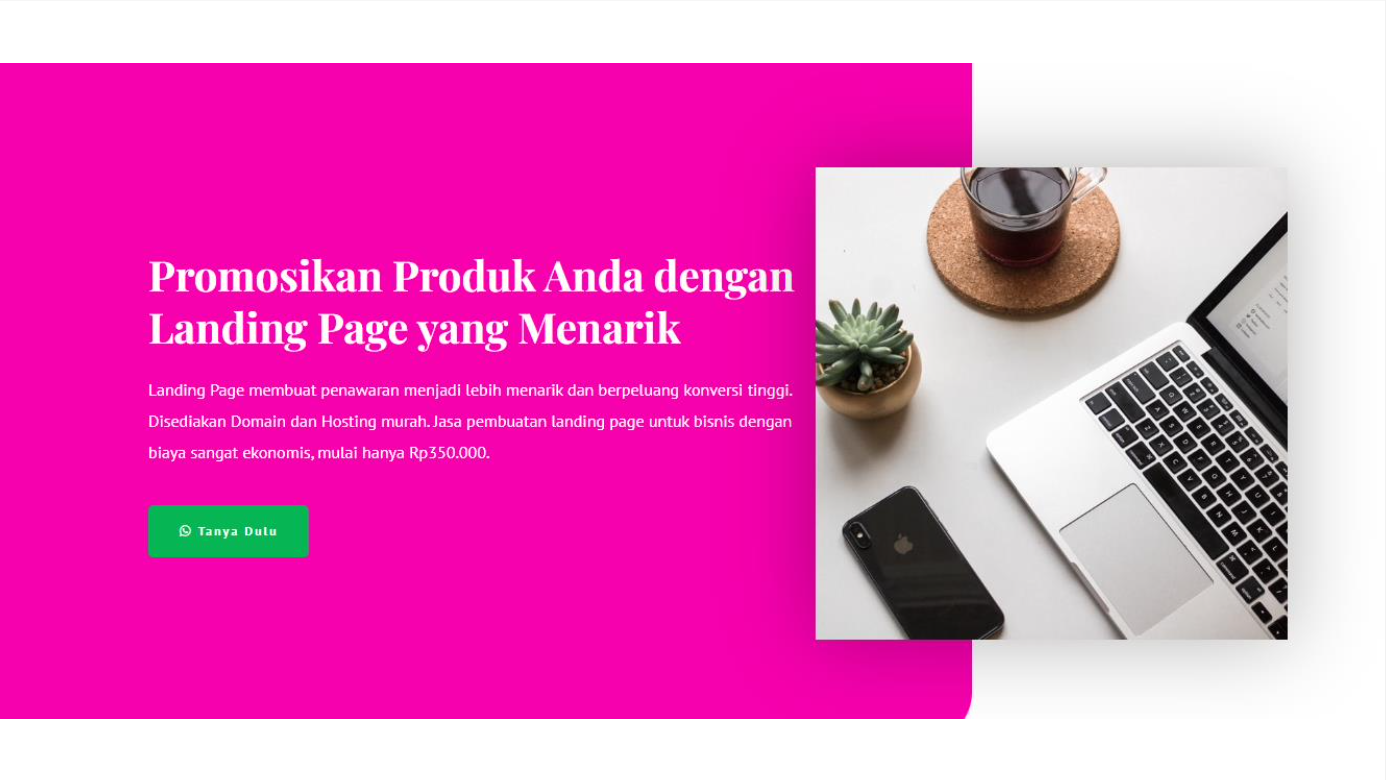 Promosikan Produk Anda dengan
Landing Page yang Menarik
Landing Page membuat penawaran menjadi lebih menarik dan berpeluang konversi tinggi.
Disediakan Domain dan Hosting murah. Jasa pembuatan landing page untuk bisnis dengan
biaya sangat ekonomis, mulai hanya Rp350.000.
Tanya Dulu